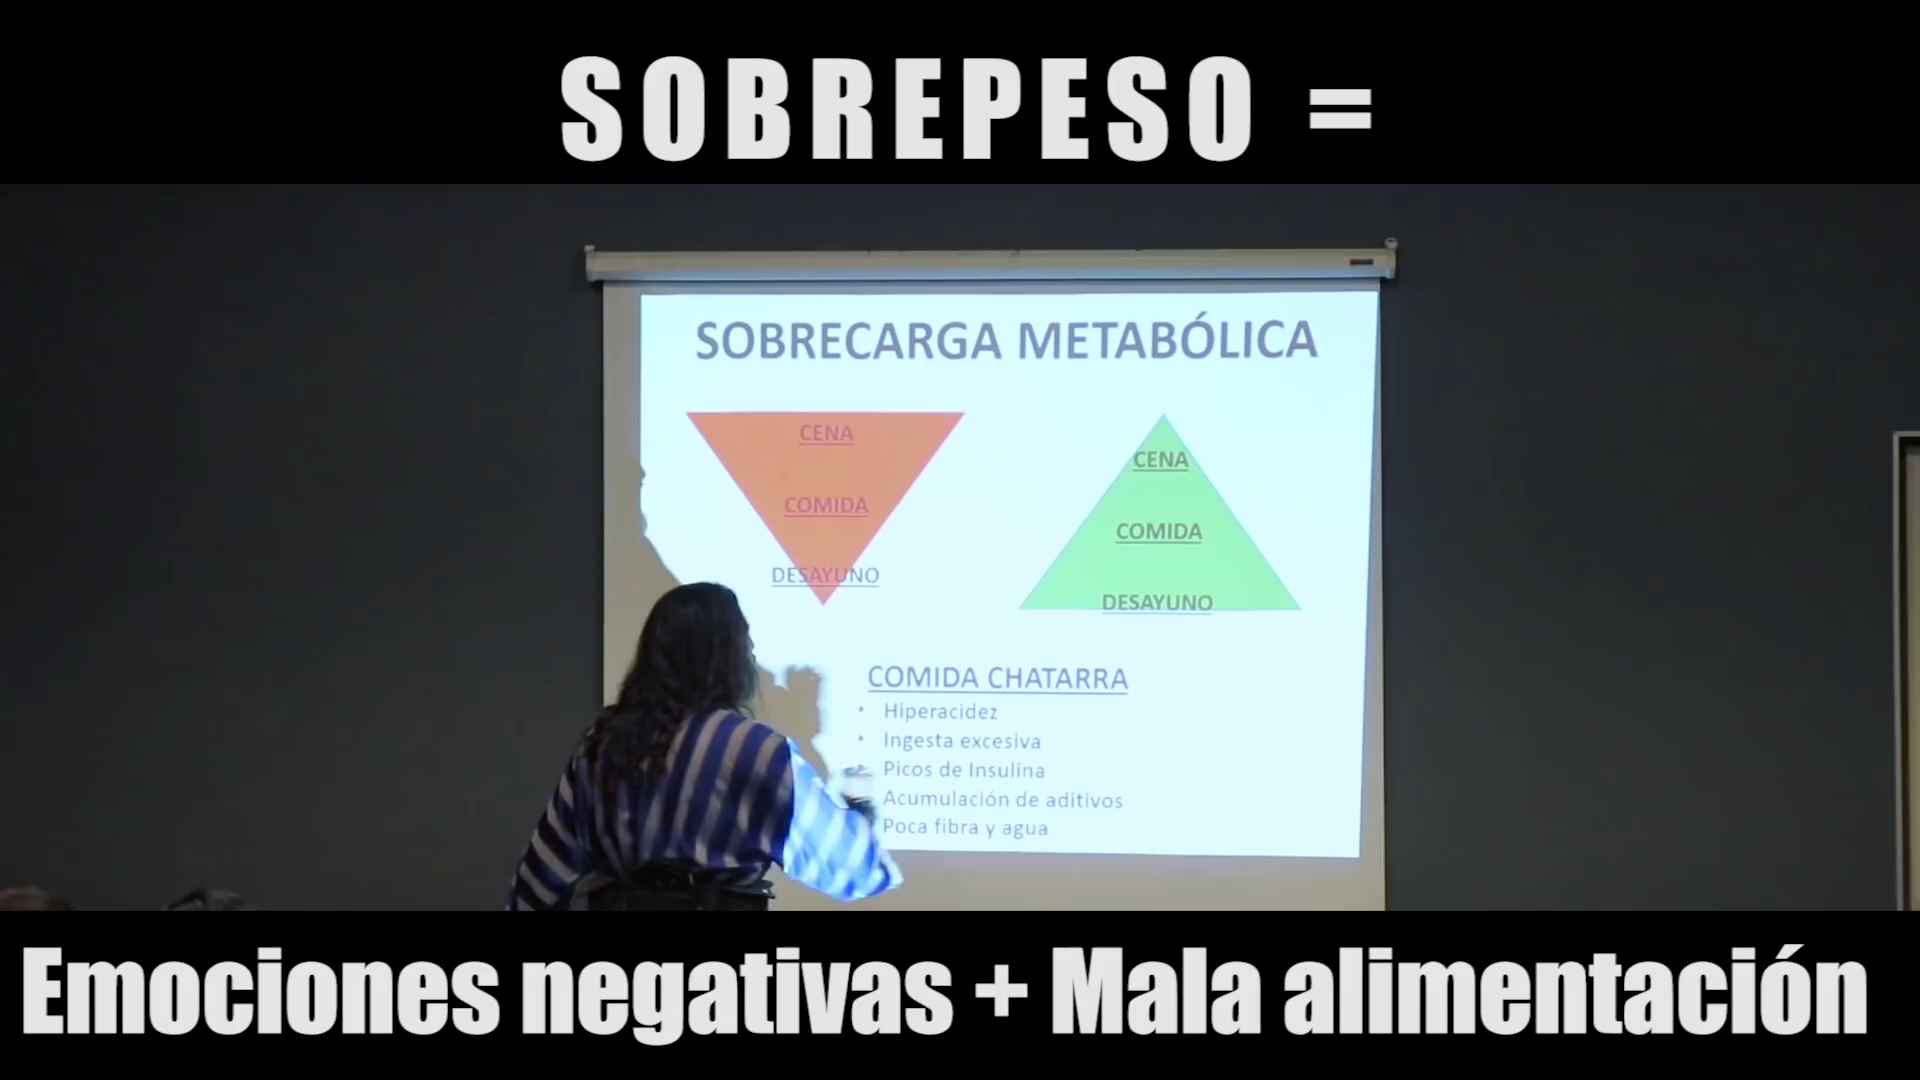 SOBREPESO =
SOBRECARGA METABÓLICA
CENA
COMIDA
DESAYUNO
CENA
COMIDA
DESAYUNO
COMIDA CHATARRA
• Hiperacidez
• Ingesta excesiva
Picos de Insulina
Acumulación de aditivos
Poca fibra y agua
Emociones negativas + Mala alimentación